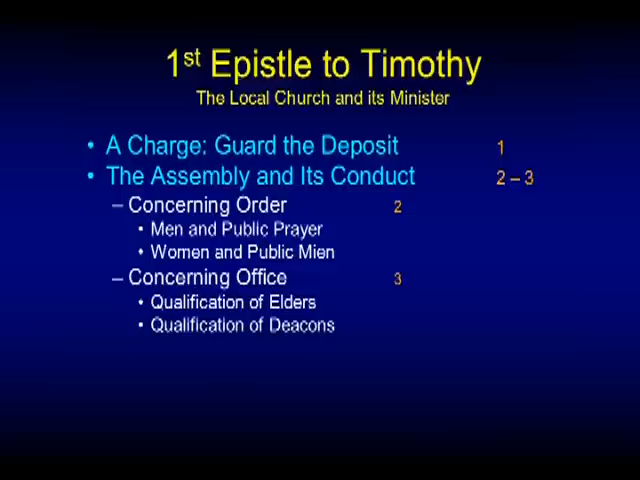 1st Epistle to Timothy
The Local Church and its Minister
• A Charge: Guard the Deposit 1
• The Assembly and Its Conduct 2 – 3
– Concerning Order 2
• Men and Public Prayer
• Women and Public Mien
– Concerning Office 3
• Qualification of Elders
• Qualification of Deacons